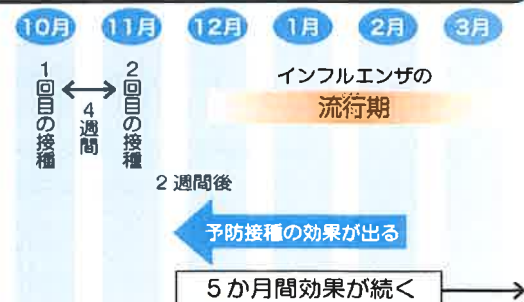 10月 11月 12月 1月 2月 3月
1回目の接種
4週間
2回目の接種
インフルエンザの
流行期
2週間後
予防接種の効果が出る
5か月間効果が続く